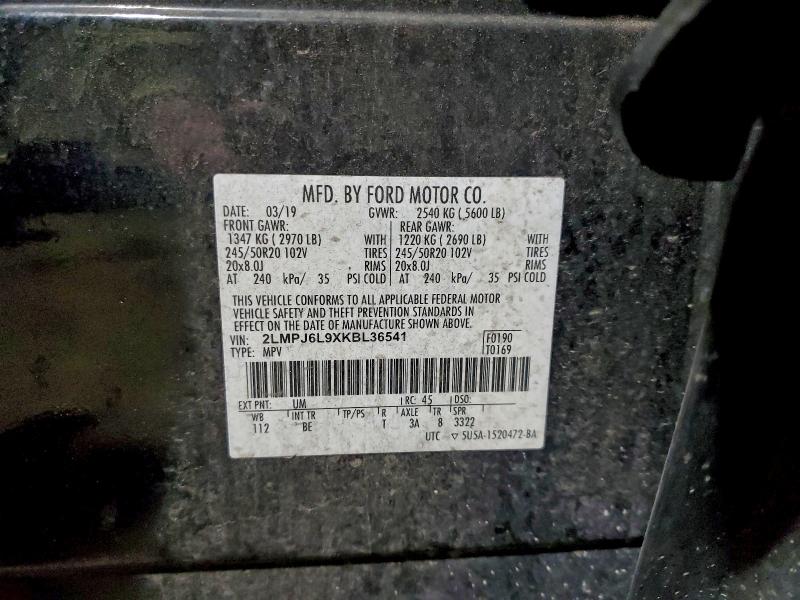 MFD. BY FORD MOTOR CO.
DATE: 03/19 GVWR: 2540 KG ( 5600 LB)
FRONT GAWR: REAR GAWR:
1347 KG ( 2970 LB) WITH 1220 KG ( 2690 LB) WITH
245/50R20 102V TIRES 245/50R20 102V TIRES
20x8.0J RIMS 20x8.0J RIMS
AT 240 kPa/ 35 PSI COLD AT 240 kPa/ 35 PSI COLD
THIS VEHICLE CONFORMS TO ALL APPLICABLE FEDERAL MOTOR
VEHICLE SAFETY AND THEFT PREVENTION STANDARDS IN
EFFECT ON THE DATE OF MANUFACTURE SHOWN ABOVE.
VIN: 2LMPJ6L9XKBL36541 F0190
TYPE: MPV T0169
EXT PNT: UM RC: 45 DSO:
WB INT TR TP/PS R AXLE TR SPR
112 BE T 3A 8 3322
UTC ▽ 5U5A-1520472-BA